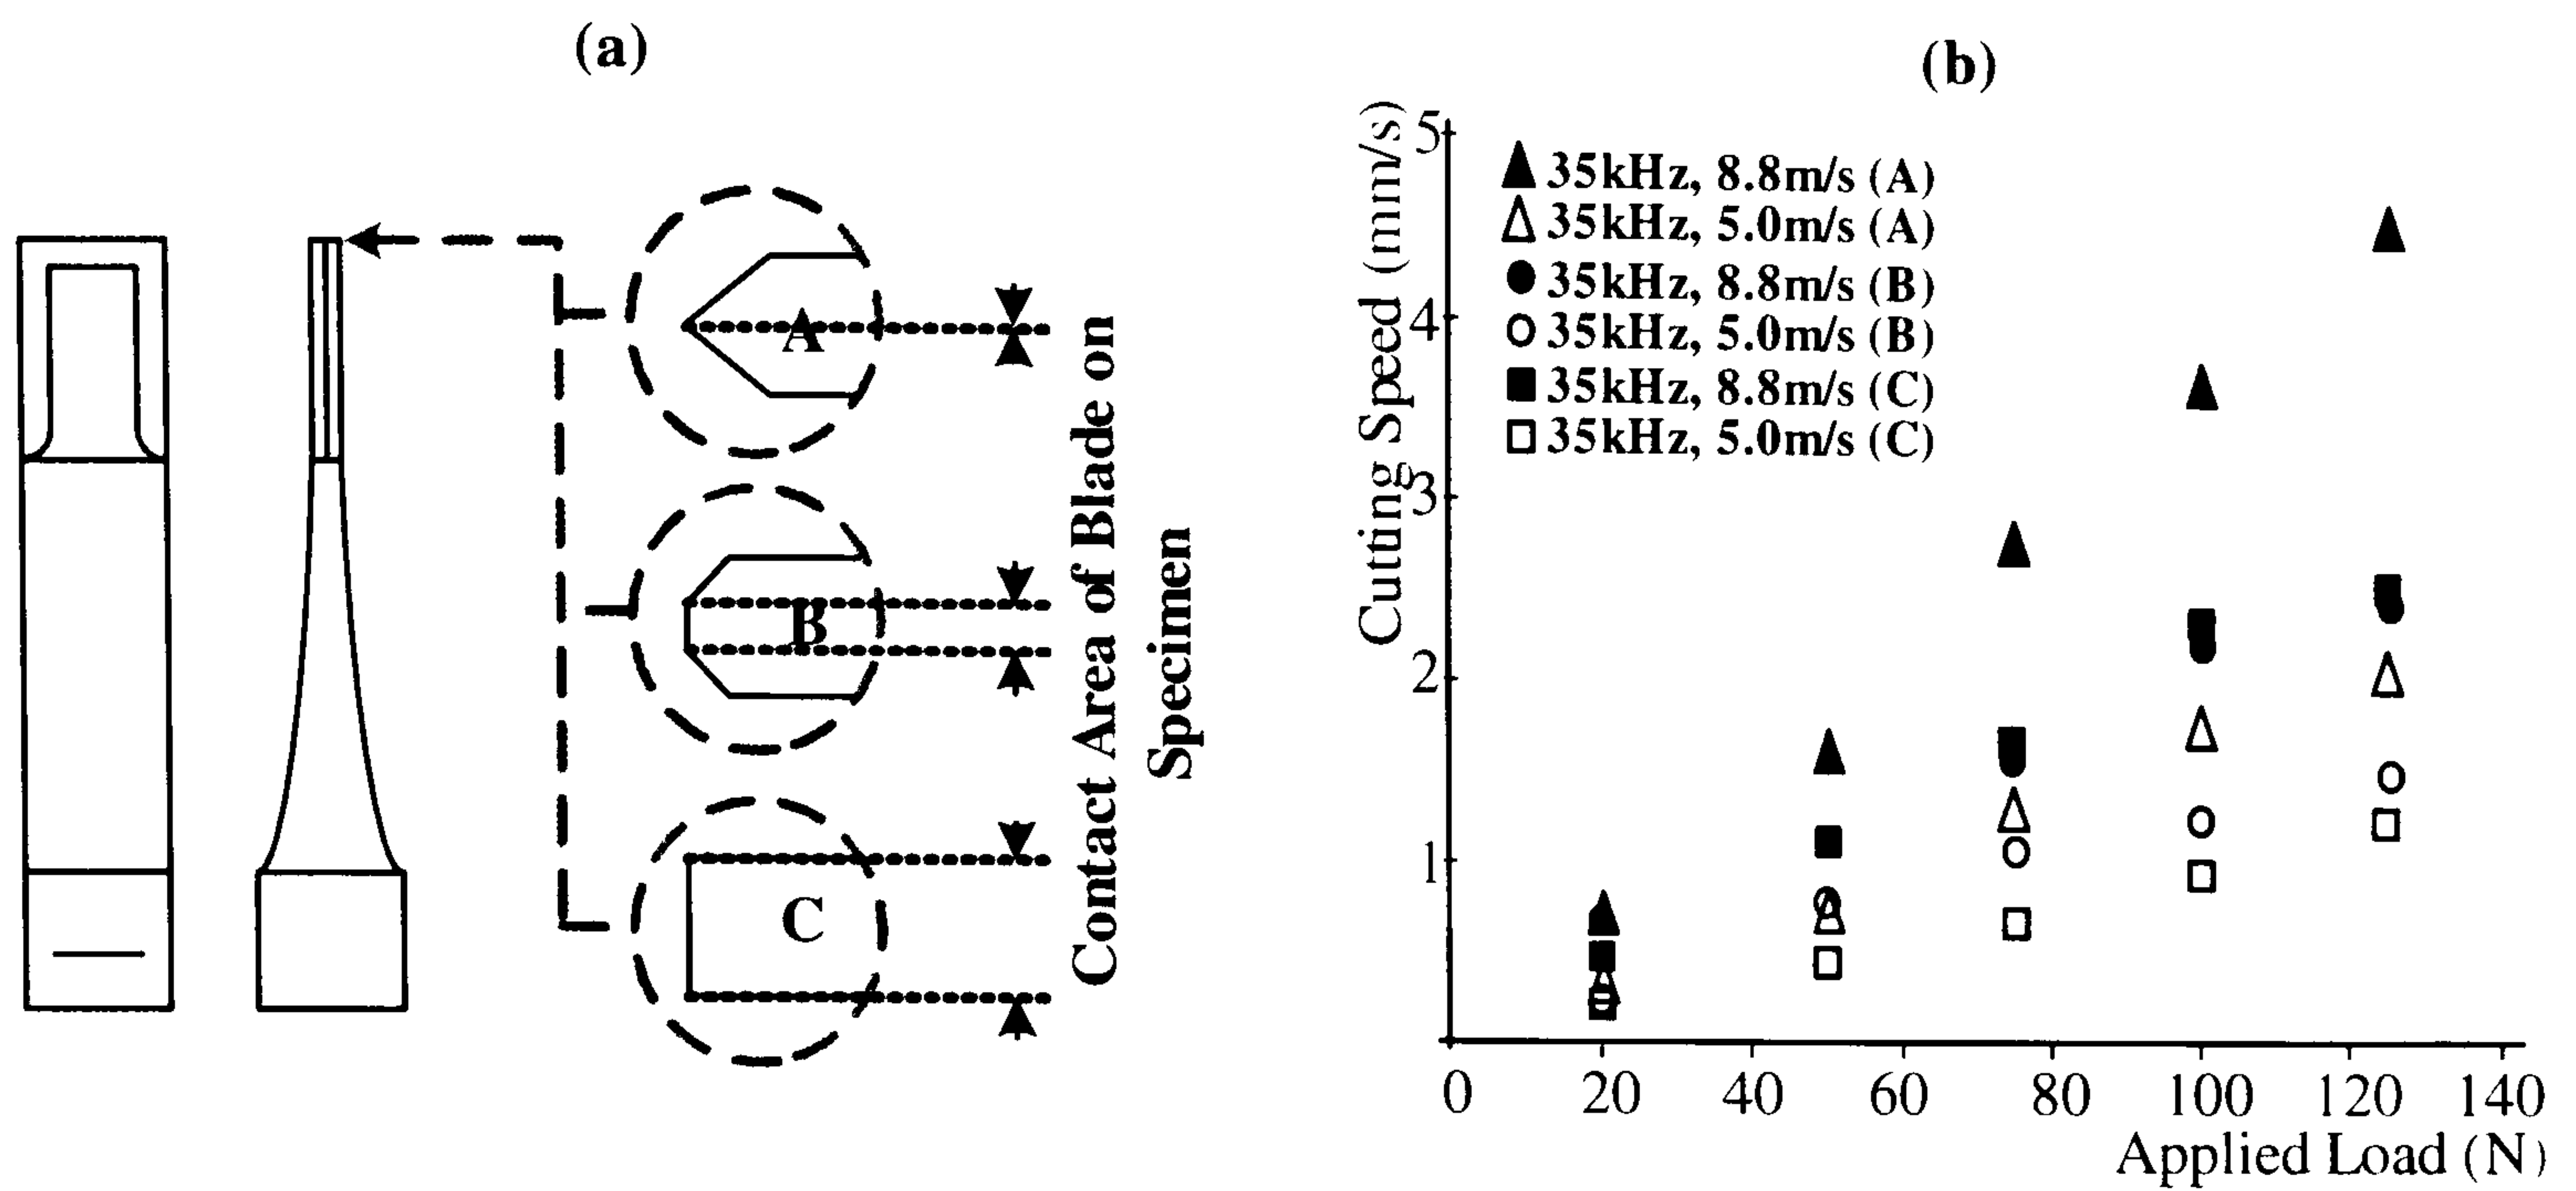 (a)
A
B
C
Contact Area of Blade on
Specimen
(b)
Cutting Speed (mm/s)
5
4
3
2
1
▲ 35kHz, 8.8m/s (A)
△ 35kHz, 5.0m/s (A)
● 35kHz, 8.8m/s (B)
○ 35kHz, 5.0m/s (B)
■ 35kHz, 8.8m/s (C)
□ 35kHz, 5.0m/s (C)
0 20 40 60 80 100 120 140
Applied Load (N)